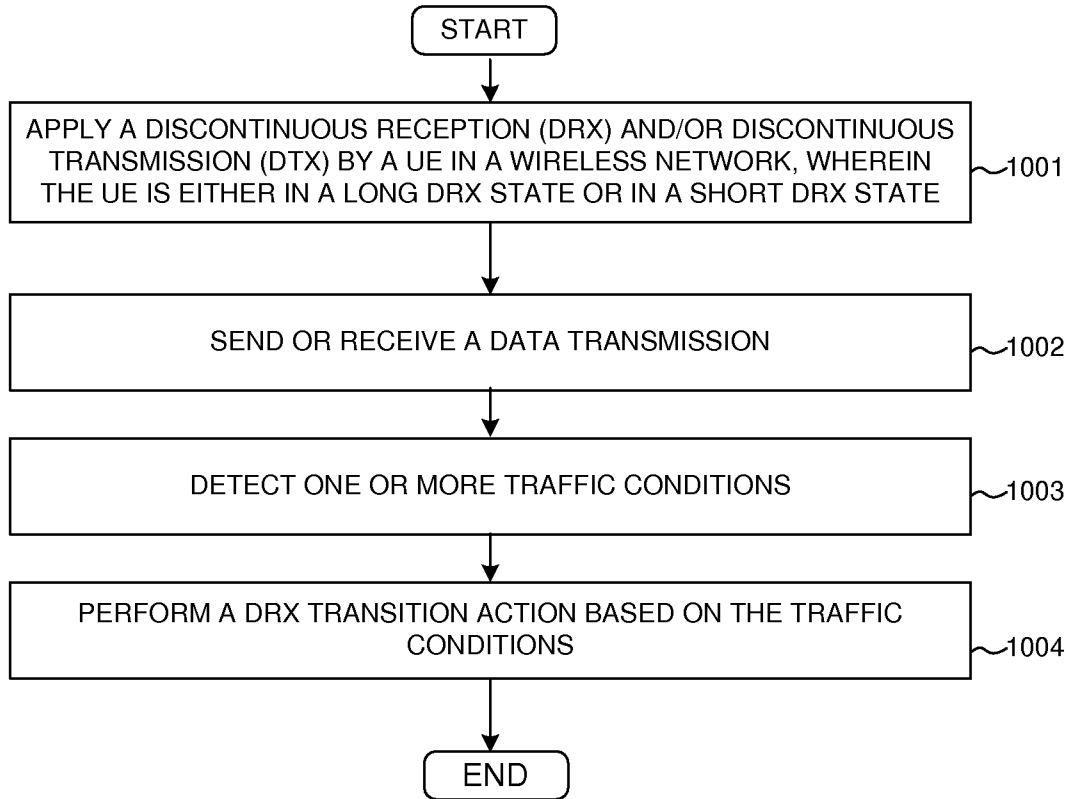 START
APPLY A DISCONTINUOUS RECEPTION (DRX) AND/OR DISCONTINUOUS
TRANSMISSION (DTX) BY A UE IN A WIRELESS NETWORK, WHEREIN
THE UE IS EITHER IN A LONG DRX STATE OR IN A SHORT DRX STATE
1001
SEND OR RECEIVE A DATA TRANSMISSION
1002
DETECT ONE OR MORE TRAFFIC CONDITIONS
1003
PERFORM A DRX TRANSITION ACTION BASED ON THE TRAFFIC
CONDITIONS
1004
END